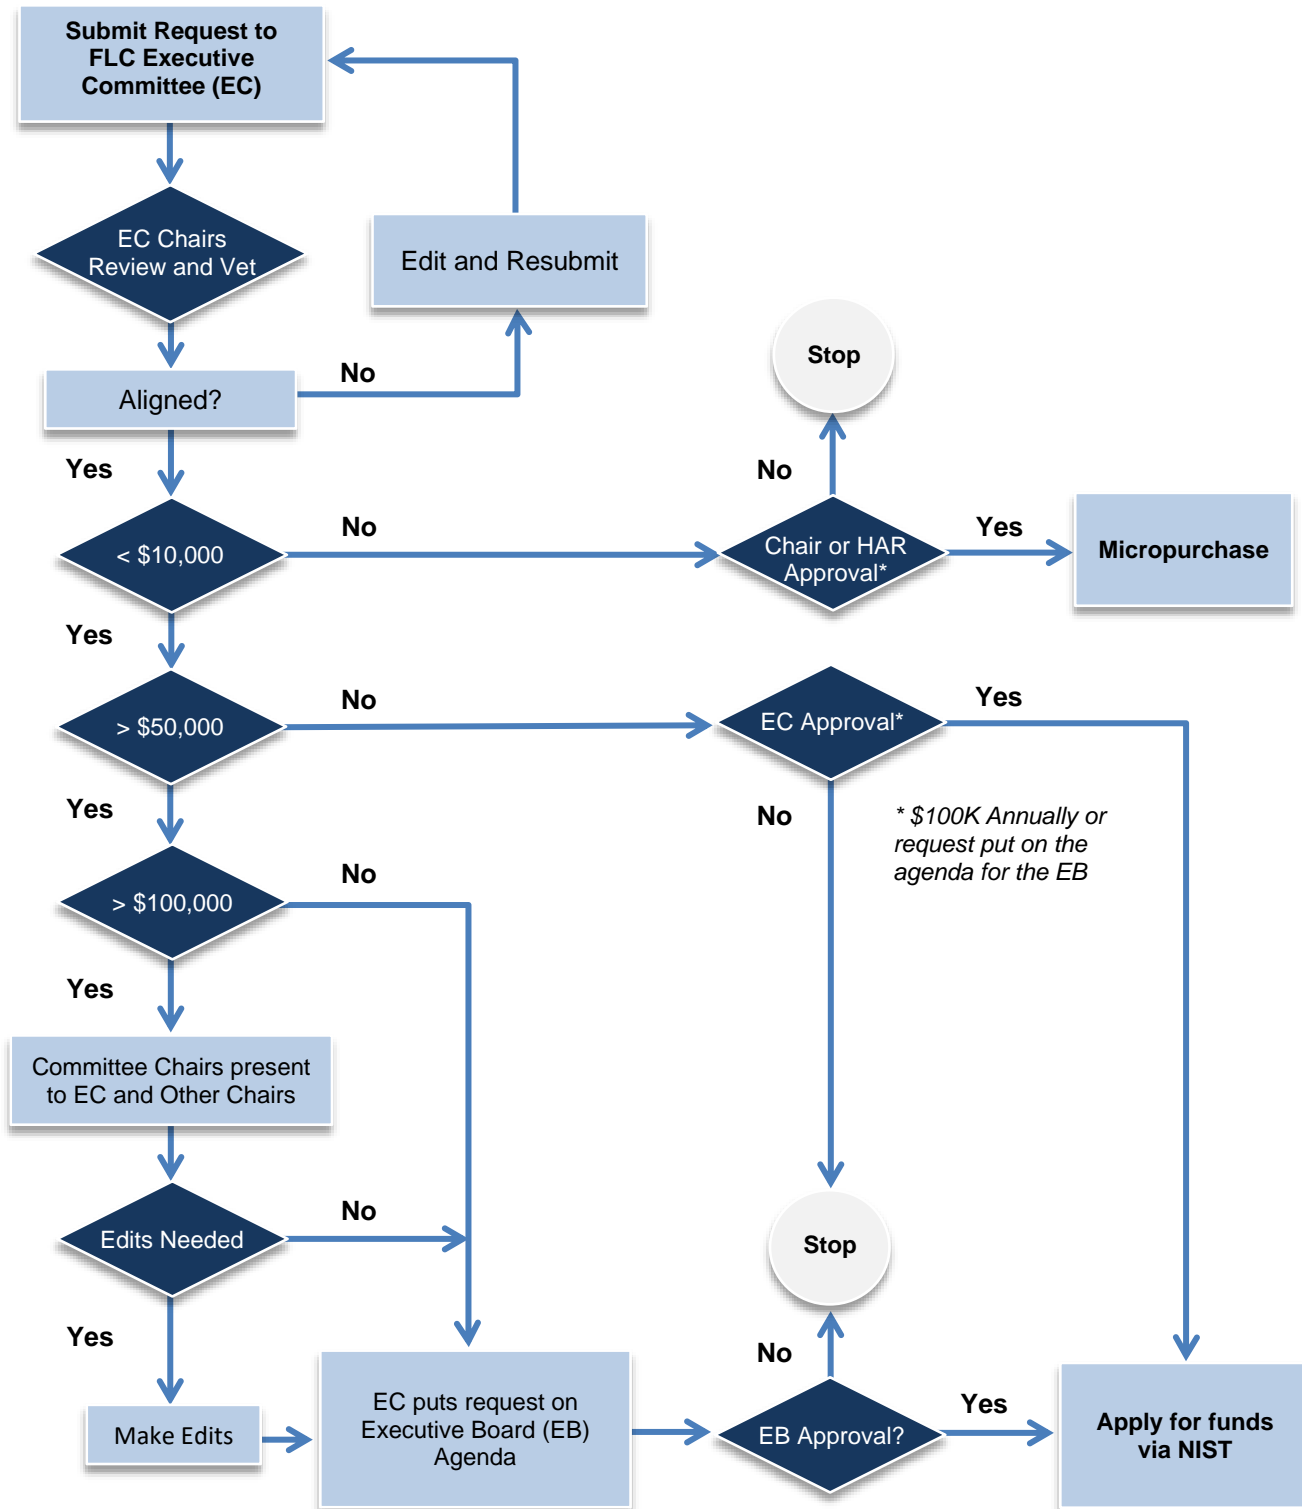 Submit Request to
FLC Executive
Committee (EC)
EC Chairs
Review and Vet
Edit and Resubmit
Aligned?
No
Yes
Stop
No
< $10,000
No
Chair or HAR
Approval*
Yes
Micropurchase
Yes
> $50,000
No
EC Approval*
Yes
Yes
No
* $100K Annually or
request put on the
agenda for the EB
> $100,000
No
Yes
Committee Chairs present
to EC and Other Chairs
Edits Needed
No
Stop
Yes
No
Make Edits
EC puts request on
Executive Board (EB)
Agenda
EB Approval?
Yes
Apply for funds
via NIST